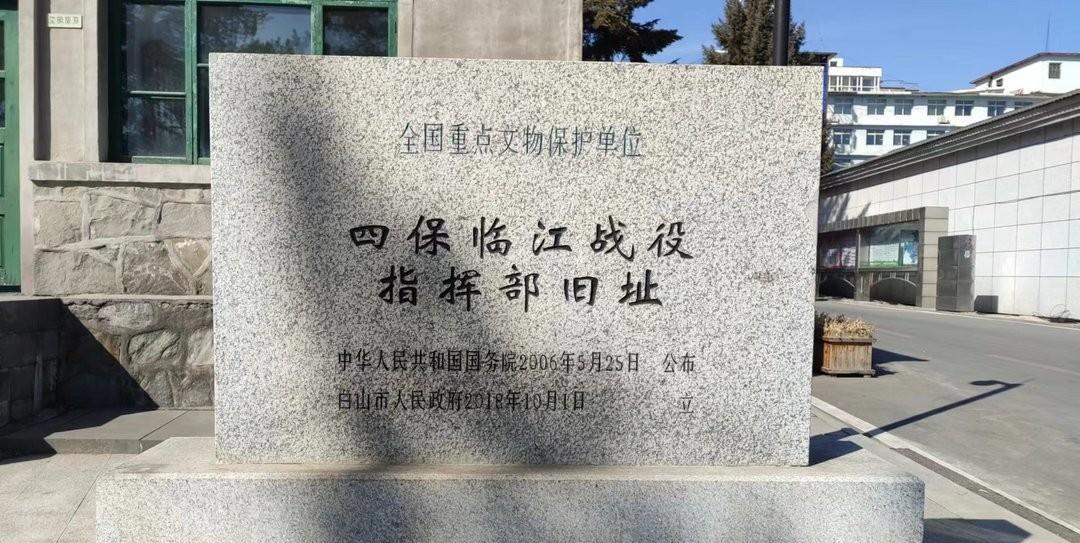 全国重点文物保护单位
四保临江战役
指挥部旧址
中华人民共和国国务院2006年5月25日 公布
白山市人民政府2018年10月1日 立